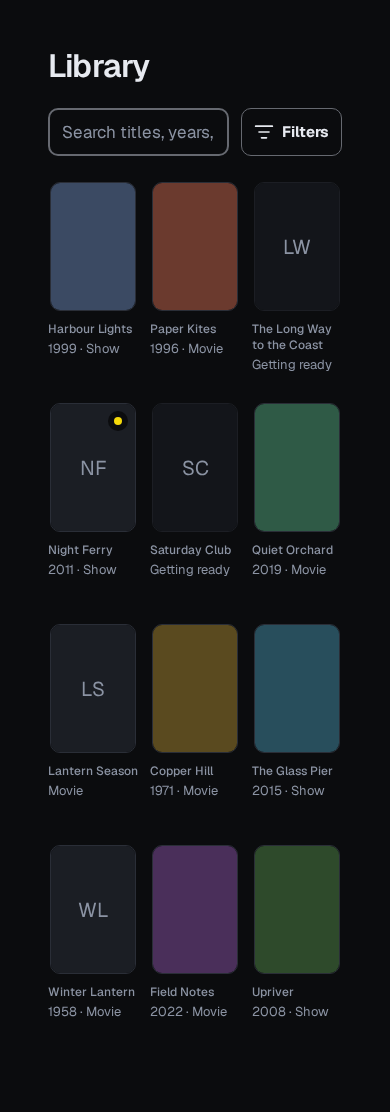 Library
Search titles, years,
Filters
LW
Harbour Lights
1999 · Show
Paper Kites
1996 · Movie
The Long Way
to the Coast
Getting ready
NF
SC
Night Ferry
2011 · Show
Saturday Club
Getting ready
Quiet Orchard
2019 · Movie
LS
Lantern Season
Movie
Copper Hill
1971 · Movie
The Glass Pier
2015 · Show
WL
Winter Lantern
1958 · Movie
Field Notes
2022 · Movie
Upriver
2008 · Show